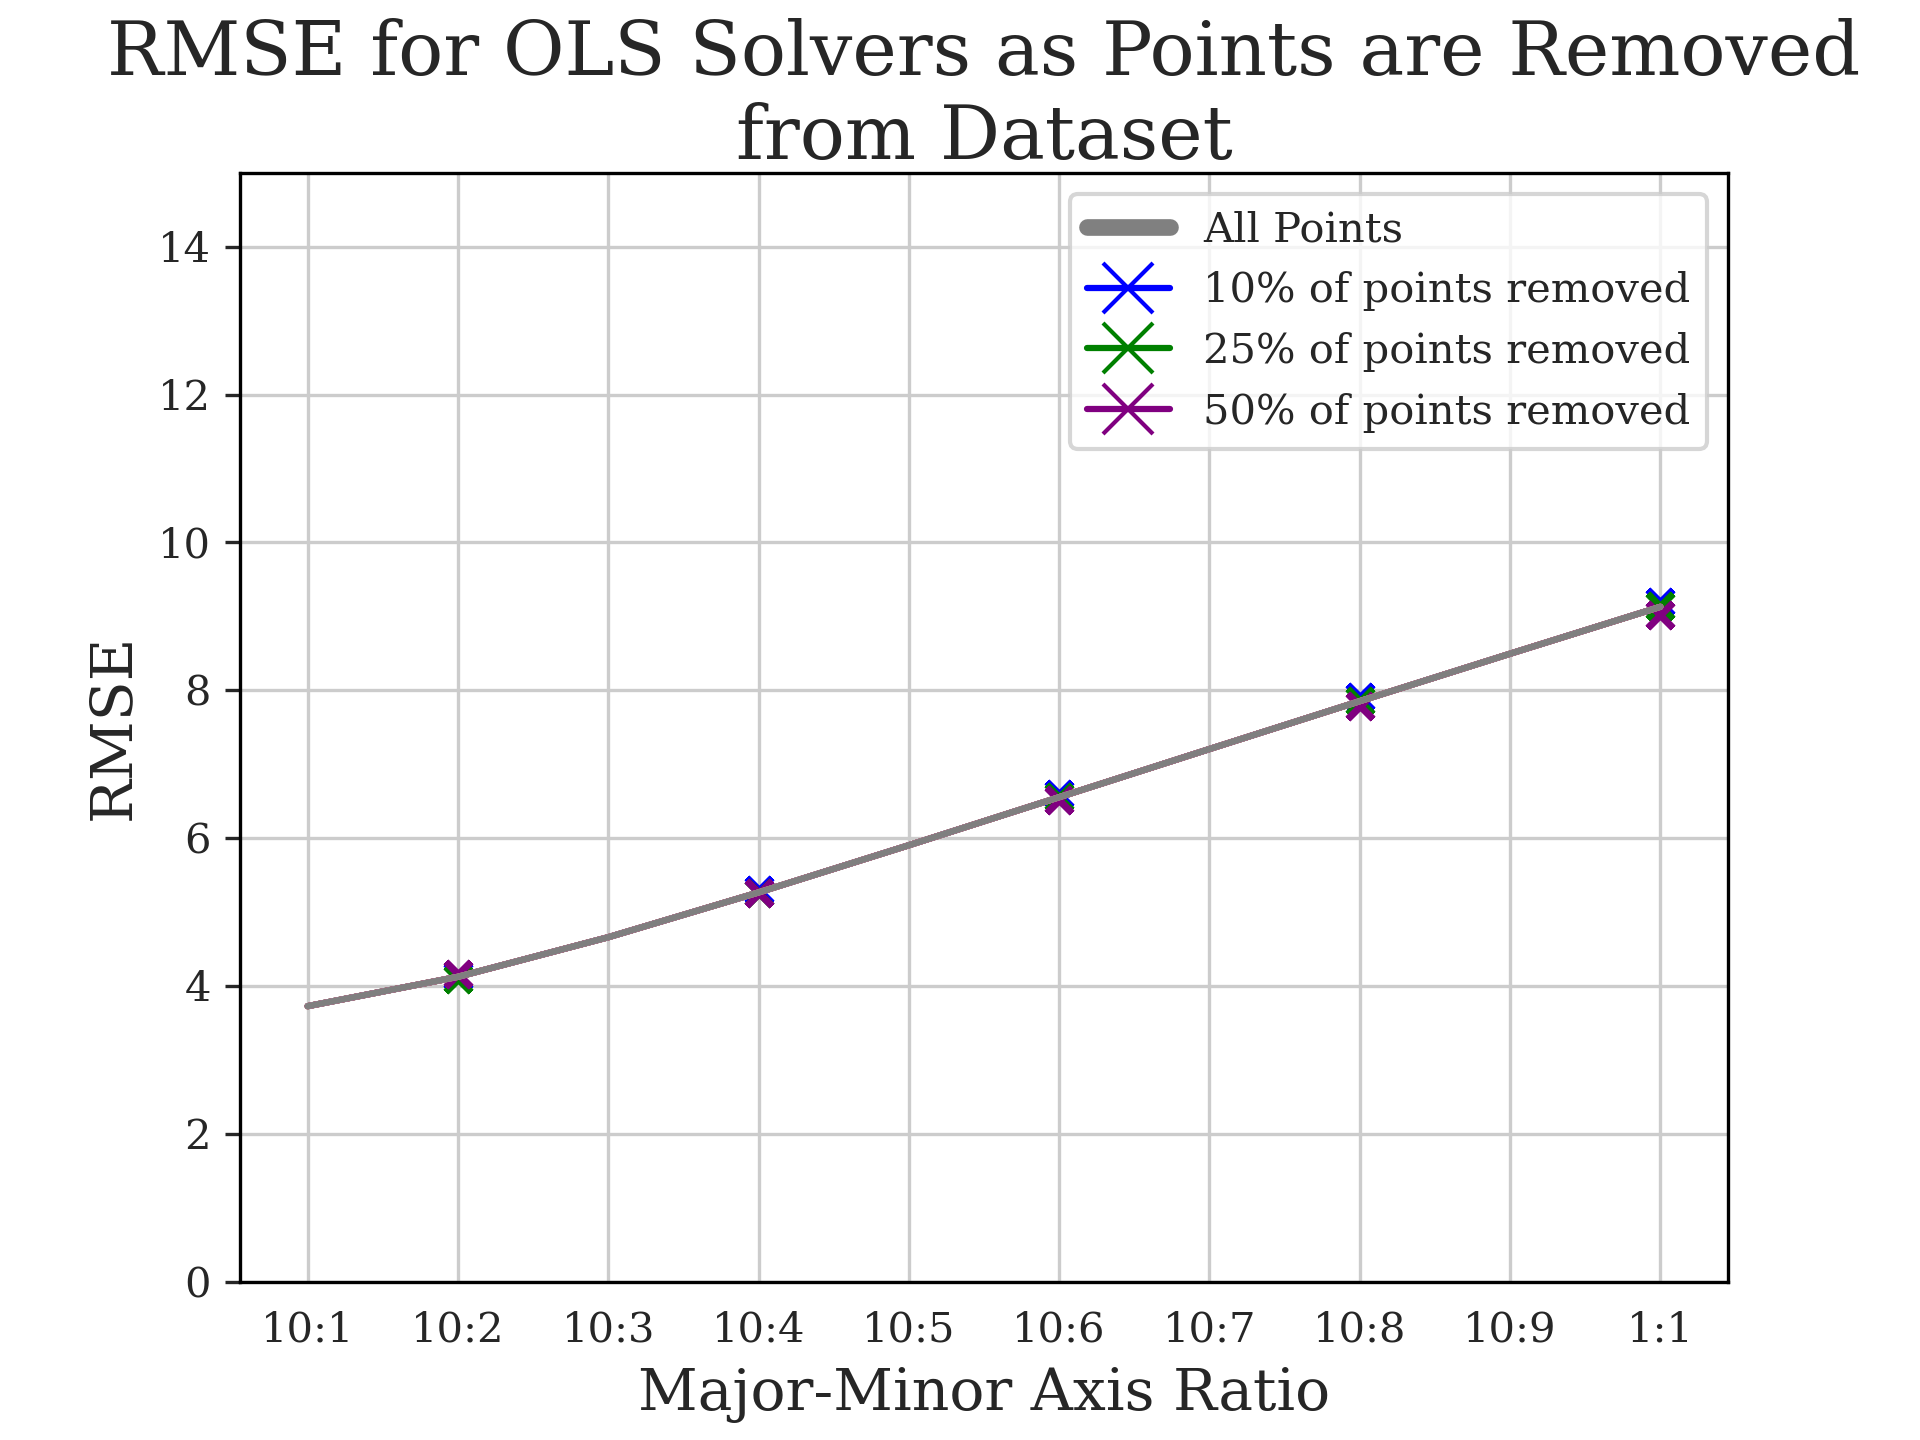 RMSE for OLS Solvers as Points are Removed
from Dataset
All Points
10% of points removed
25% of points removed
50% of points removed
14
12
10
8
6
4
2
0
RMSE
10:1 10:2 10:3 10:4 10:5 10:6 10:7 10:8 10:9 1:1
Major-Minor Axis Ratio